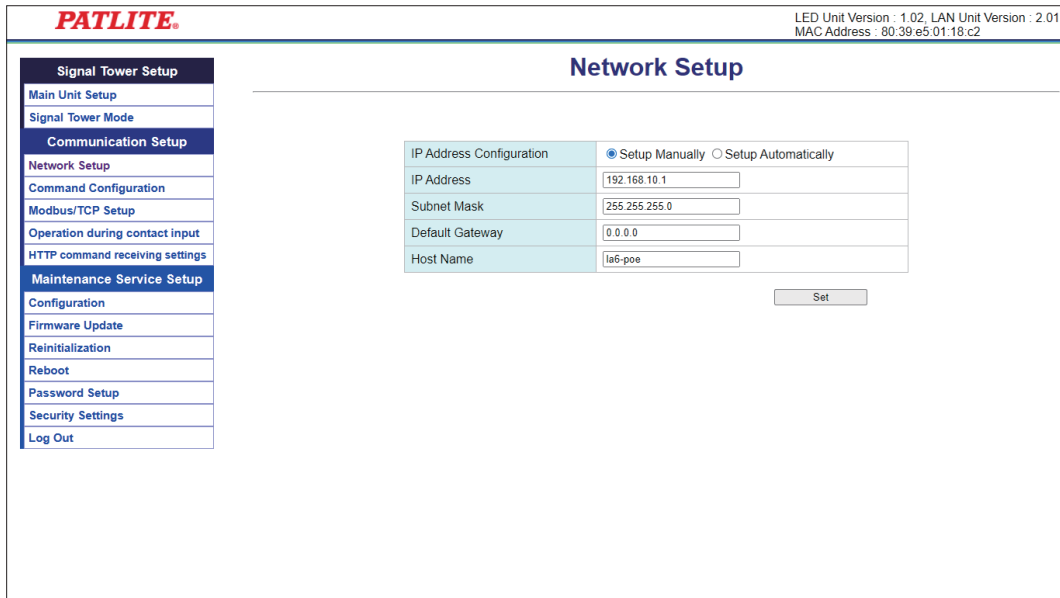 PATLITE®
LED Unit Version : 1.02, LAN Unit Version : 2.01
MAC Address : 80:39:e5:01:18:c2
Signal Tower Setup
Main Unit Setup
Signal Tower Mode
Communication Setup
Network Setup
Command Configuration
Modbus/TCP Setup
Operation during contact input
HTTP command receiving settings
Maintenance Service Setup
Configuration
Firmware Update
Reinitialization
Reboot
Password Setup
Security Settings
Log Out
Network Setup
IP Address Configuration Setup Manually Setup Automatically
IP Address 192.168.10.1
Subnet Mask 255.255.255.0
Default Gateway 0.0.0.0
Host Name la6-poe
Set